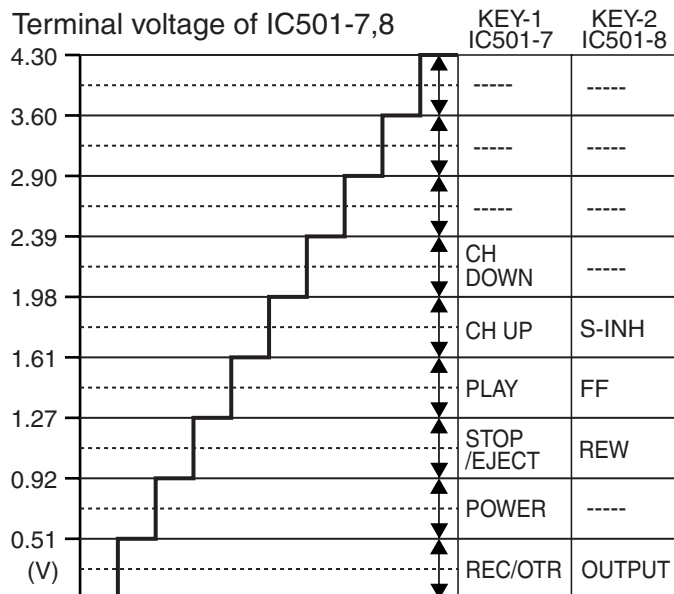 Terminal voltage of IC501-7,8
KEY-1
IC501-7
KEY-2
IC501-8
4.30
----- -----
3.60
----- -----
2.90
----- -----
2.39
CH
DOWN
-----
1.98
CH UP S-INH
1.61
PLAY FF
1.27
STOP
/EJECT
REW
0.92
POWER -----
0.51
(V)
REC/OTR OUTPUT